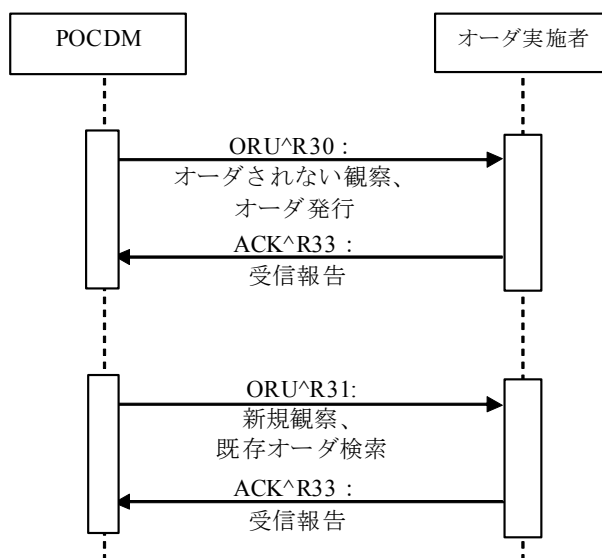 POCDM
オーダ実施者
ORU^R30 :
オーダされない観察、
オーダ発行
ACK^R33 :
受信報告
ORU^R31:
新規観察、
既存オーダ検索
ACK^R33 :
受信報告